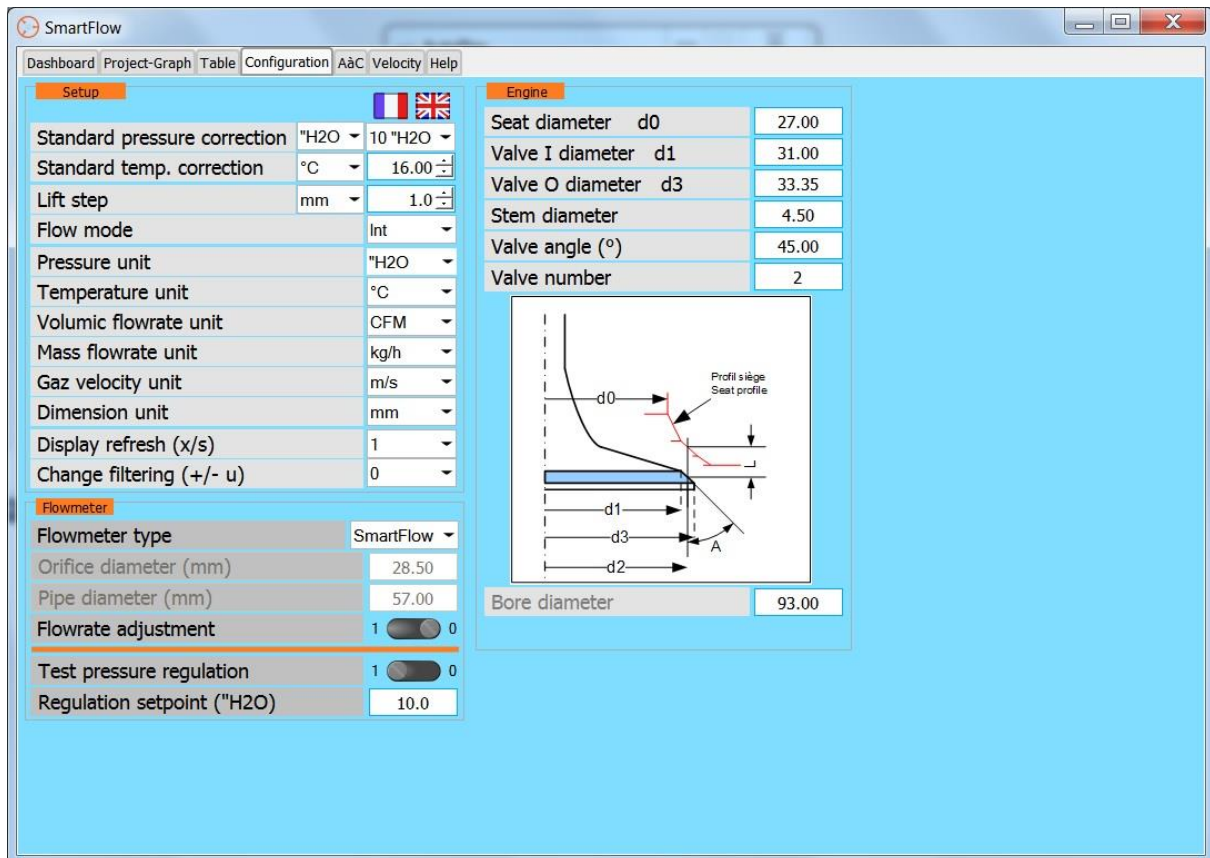 SmartFlow
Dashboard Project-Graph Table Configuration AàC Velocity Help
Setup
Standard pressure correction "H2O 10 "H2O
Standard temp. correction °C 16.00
Lift step mm 1.0
Flow mode Int
Pressure unit "H2O
Temperature unit °C
Volumic flowrate unit CFM
Mass flowrate unit kg/h
Gaz velocity unit m/s
Dimension unit mm
Display refresh (x/s) 1
Change filtering (+/- u) 0
Flowmeter
Flowmeter type SmartFlow
Orifice diameter (mm) 28.50
Pipe diameter (mm) 57.00
Flowrate adjustment 1 0
Test pressure regulation 1 0
Regulation setpoint ("H2O) 10.0
Engine
Seat diameter d0 27.00
Valve I diameter d1 31.00
Valve O diameter d3 33.35
Stem diameter 4.50
Valve angle (º) 45.00
Valve number 2
Profil siège
Seat profile
d0
L
d1
d3
A
d2
Bore diameter 93.00